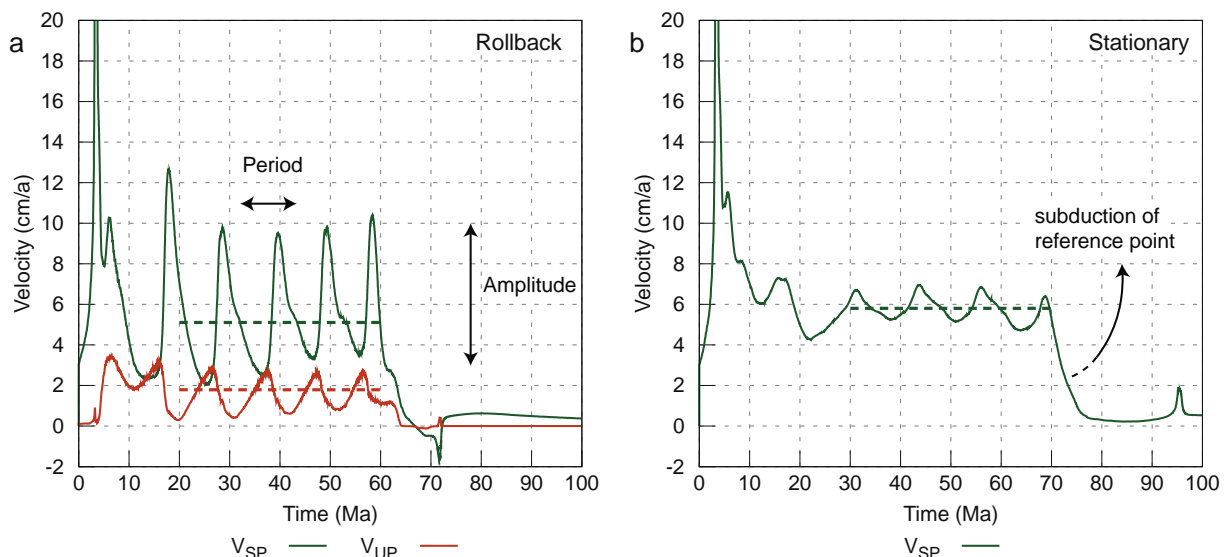 a
Rollback
Velocity (cm/a)
20
18
16
14
12
10
8
6
4
2
0
-2
Period
Amplitude
0 10 20 30 40 50 60 70 80 90 100
Time (Ma)
V_SP V_UP
b
Stationary
Velocity (cm/a)
20
18
16
14
12
10
8
6
4
2
0
-2
subduction of
reference point
0 10 20 30 40 50 60 70 80 90 100
Time (Ma)
V_SP